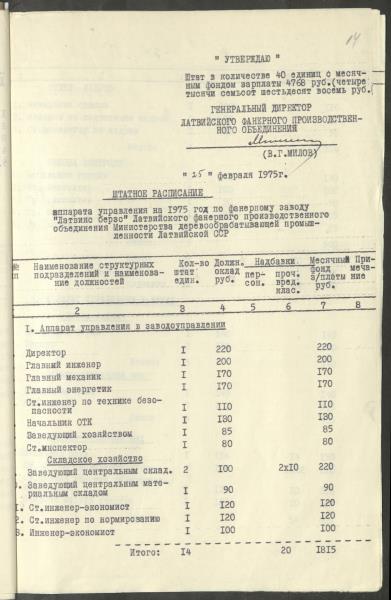 14
" УТВЕРЖДАЮ "
Штат в количестве 40 единиц с месяч-
ным фондом зарплаты 4768 руб.(четыре
тысячи семьсот шестьдесят восемь руб.)
ГЕНЕРАЛЬНЫЙ ДИРЕКТОР
ЛАТВИЙСКОГО ФАНЕРНОГО ПРОИЗВОДСТВЕН-
НОГО ОБЪЕДИНЕНИЯ
(В.Г.МИЛОВ)
" 25 " февраля 1975г.
ШТАТНОЕ РАСПИСАНИЕ
аппарата управления на 1975 год по фанерному заводу
"Латвияс берзс" Латвийского фанерного производственного
объединения Министерства деревообрабатывающей промыш-
ленности Латвийской ССР
Наименование структурных подразделений и наименова- ние должностей
Кол-во штат един.
Должн. оклад руб.
Надбавки
пер- сон.
проч. вред. клас.
Месячный фонд з/платы руб.
При меча- ние
2 3 4 5 6 7 8
I. Аппарат управления в заводоуправлении
Директор I 220 220
Главный инженер I 200 200
Главный механик I 170 170
Главный энергетик I 170 170
Ст.инженер по технике безо-
пасности I 110 110
Начальник ОТК I 130 130
Заведующий хозяйством I 85 85
Ст.инспектор I 80 80
Складское хозяйство
Заведующий центральным склад. 2 100 2х10 220
Заведующий центральным мате-
риальным складом I 90 90
1. Ст.инженер-экономист I 120 120
2. Ст.инженер по нормированию I 120 120
3. Инженер-экономист I 100 100
Итого: 14 20 1815